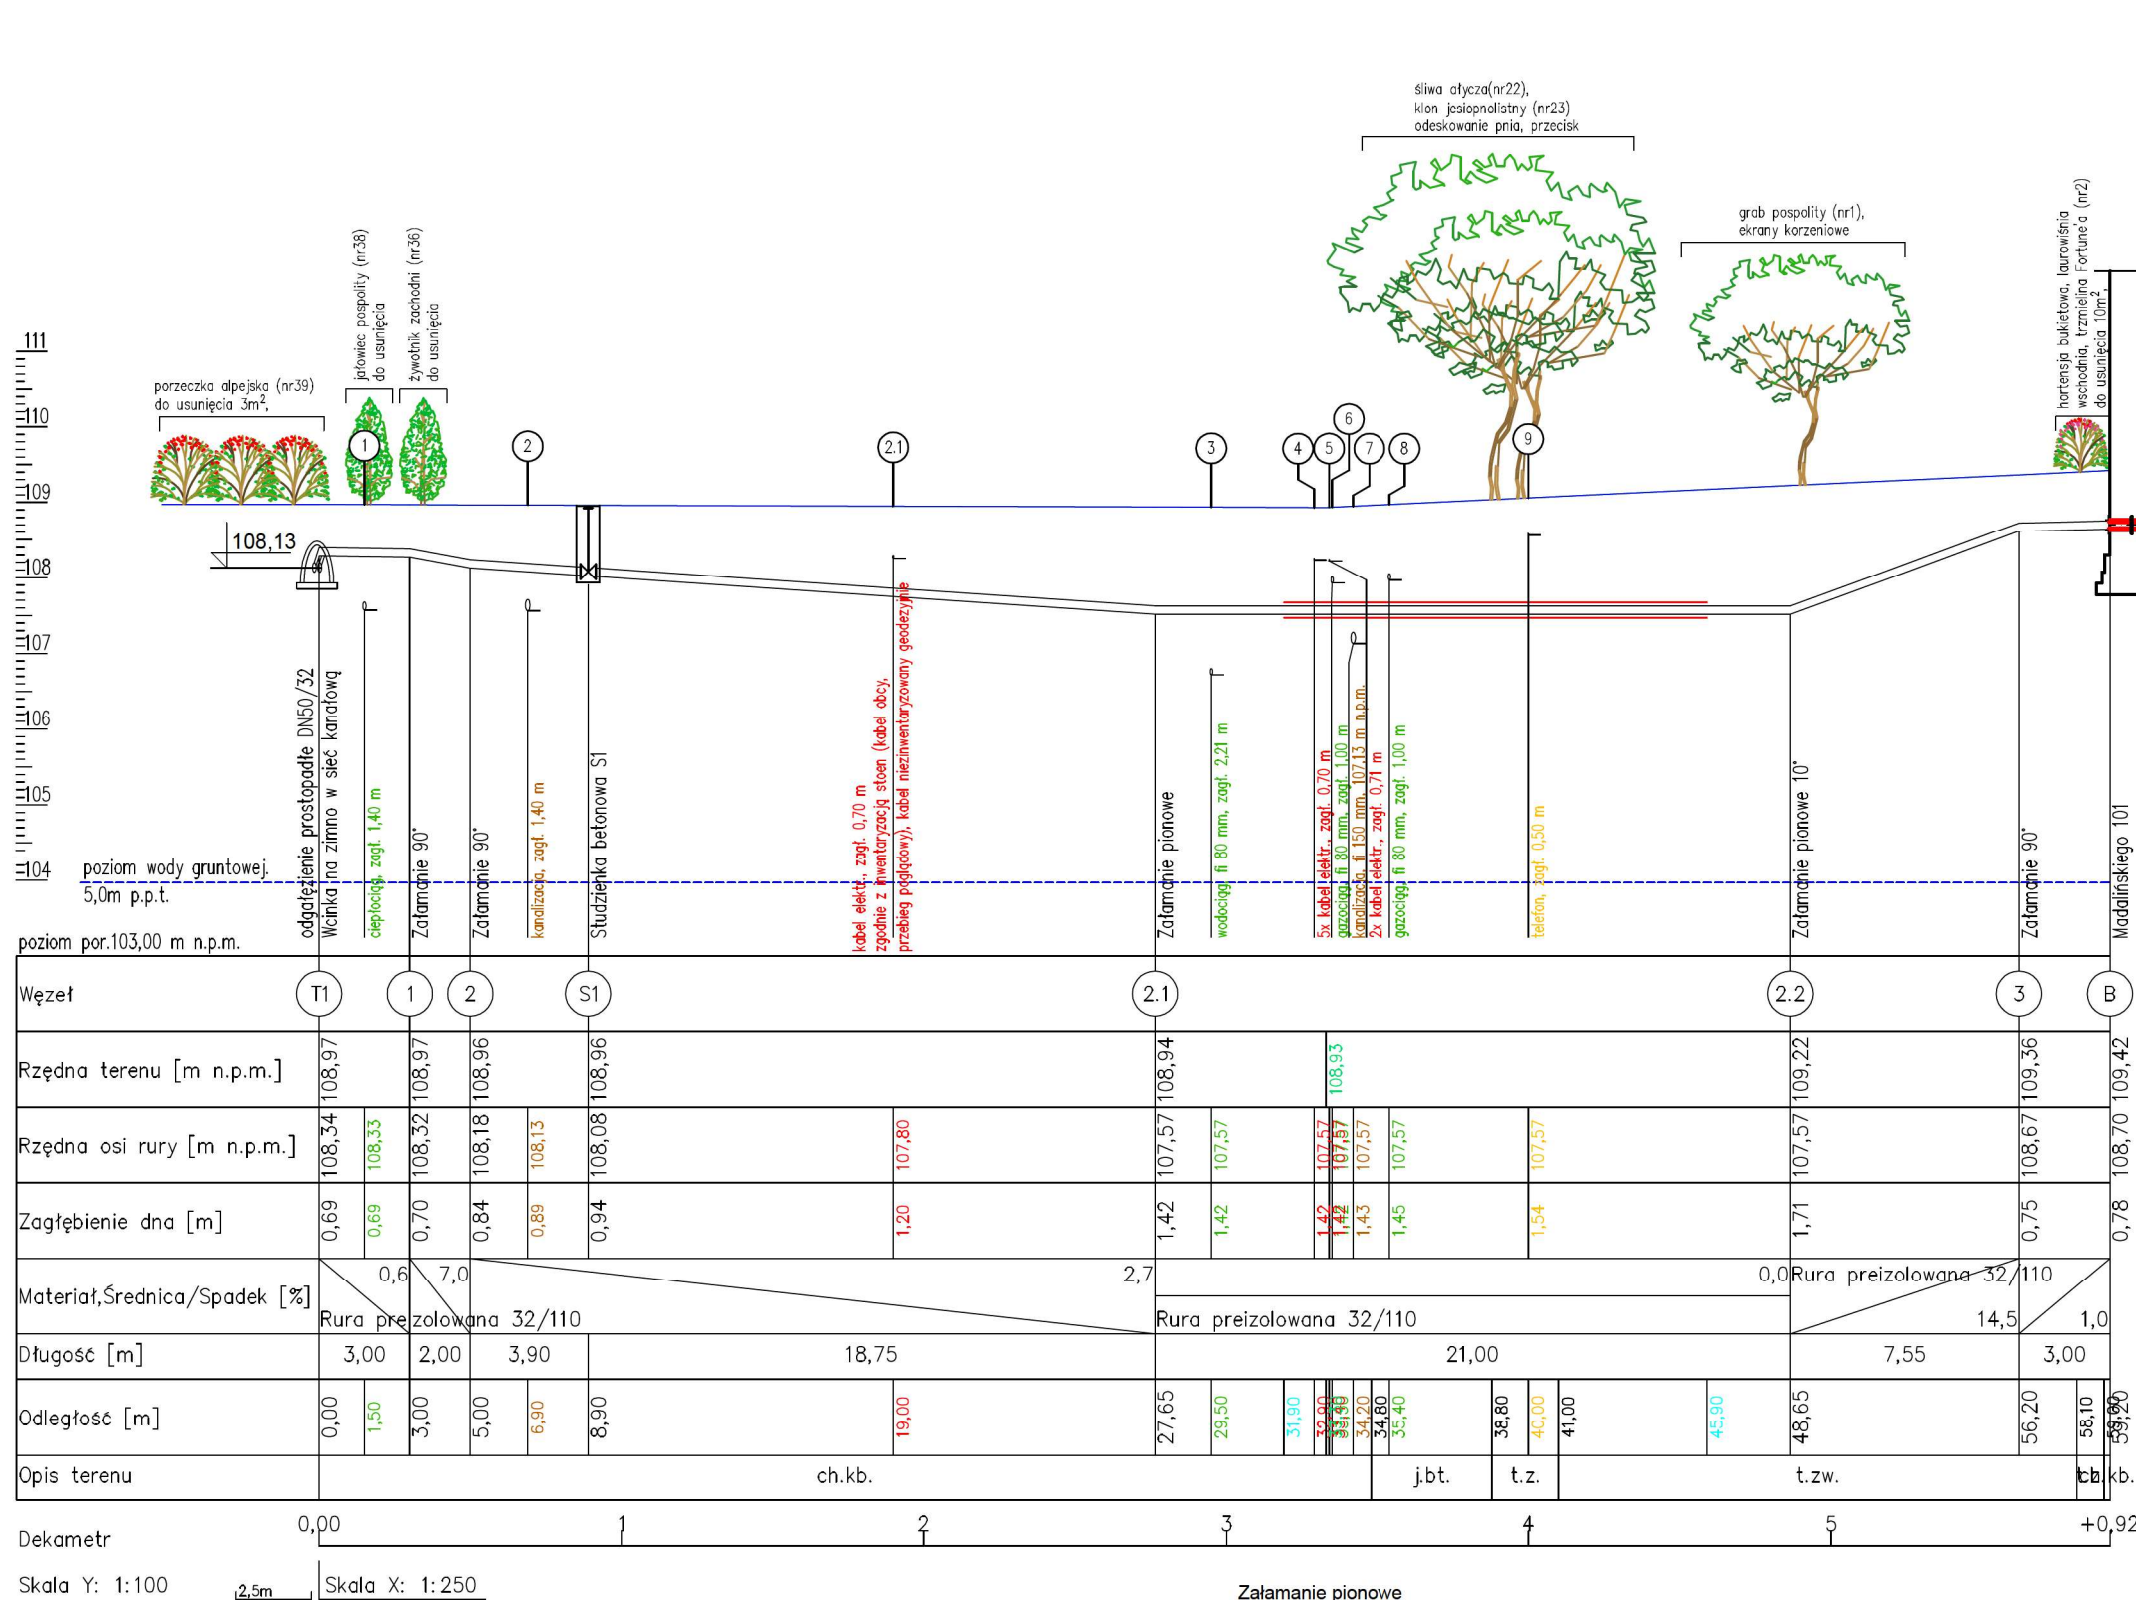 śliwa ałycza(nr22),
klon jesiopnolistny (nr23)
odeskowanie pnia, przecisk
grab pospolity (nr1),
ekrany korzeniowe
hortensja bukietowa, laurowiśnia
wschodnia, trzmielina Fortune'a (nr2)
do usunięcia 10m²,
jałowiec pospolity (nr38)
do usunięcia
żywotnik zachodni (nr36)
do usunięcia
porzeczka alpejska (nr39)
do usunięcia 3m²,
111
110
109
108
107
106
105
104
1
2
2.1
3
4
5
6
7
8
9
108,13
odgałęzienie prostopadłe DN50/32
Wcinka na zimno w sieć kanałową
ciepłociąg, zagł. 1,40 m
Załamanie 90°
Załamanie 90°
kanalizacja, zagł. 1,40 m
Studzienka betonowa S1
kabel elektr., zagł. 0,70 m
zgodnie z inwentaryzacją stoen (kabel obcy,
przebieg poglądowy), kabel niezinwentaryzowany geodezyjnie
Załamanie pionowe
wodociąg, fi 80 mm, zagł. 2,21 m
5x kabel elektr., zagł. 0,70 m
gazociąg, fi 80 mm, zagł. 1,00 m
kanalizacja, fi 150 mm, 107,13 m n.p.m.
2x kabel elektr., zagł. 0,71 m
gazociąg, fi 80 mm, zagł. 1,00 m
telefon, zagł. 0,50 m
Załamanie pionowe 10°
Załamanie 90°
Madalińskiego 101
poziom wody gruntowej.
5,0m p.p.t.
poziom por.103,00 m n.p.m.
Węzeł T1 1 2 S1 2.1 2.2 3 B
Rzędna terenu [m n.p.m.] 108,97 108,97 108,96 108,96 108,94 108,93 109,22 109,36 109,42
Rzędna osi rury [m n.p.m.] 108,34 108,33 108,32 108,18 108,13 108,08 107,80 107,57 107,57 107,57 107,57 107,57 107,57 107,57 108,67 108,70
Zagłębienie dna [m] 0,69 0,69 0,70 0,84 0,89 0,94 1,20 1,42 1,42 1,42 1,42 1,43 1,45 1,54 1,71 0,75 0,78
Materiał,Średnica/Spadek [%] 0,6 7,0 2,7 0,0 Rura preizolowana 32/110
Rura preizolowana 32/110 Rura preizolowana 32/110 14,5 1,0
Długość [m] 3,00 2,00 3,90 18,75 21,00 7,55 3,00
Odległość [m] 0,00 1,50 3,00 5,00 6,90 8,90 19,00 27,65 29,50 31,90 32,90 34,20 34,80 35,40 38,80 40,00 41,00 45,90 48,65 56,20 58,10 59,20
Opis terenu ch.kb. j.bt. t.z. t.zw. ch.kb.
Dekametr 0,00 1 2 3 4 5 +0,92
Skala Y: 1:100 2,5m Skala X: 1:250
Załamanie pionowe